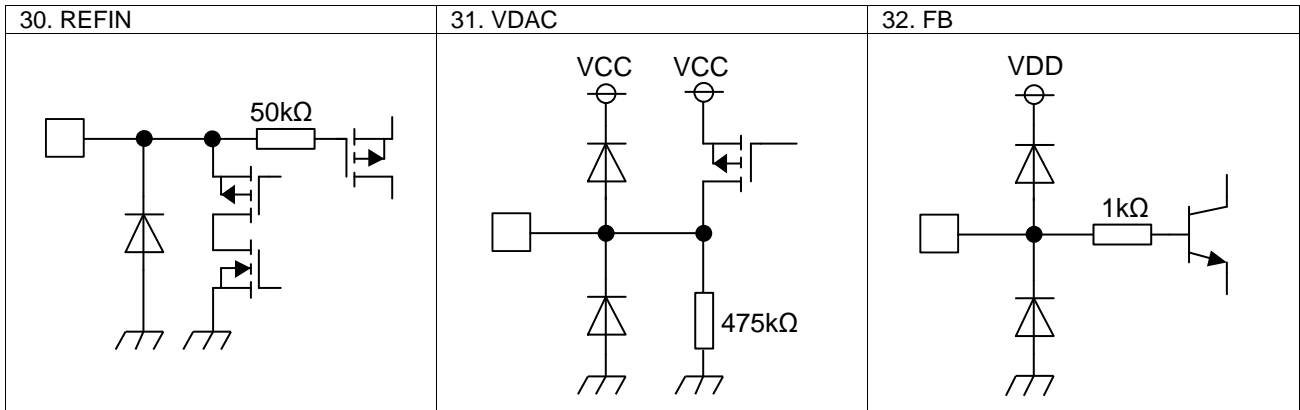 30. REFIN
31. VDAC
32. FB
50kΩ
VCC
VCC
475kΩ
VDD
1kΩ